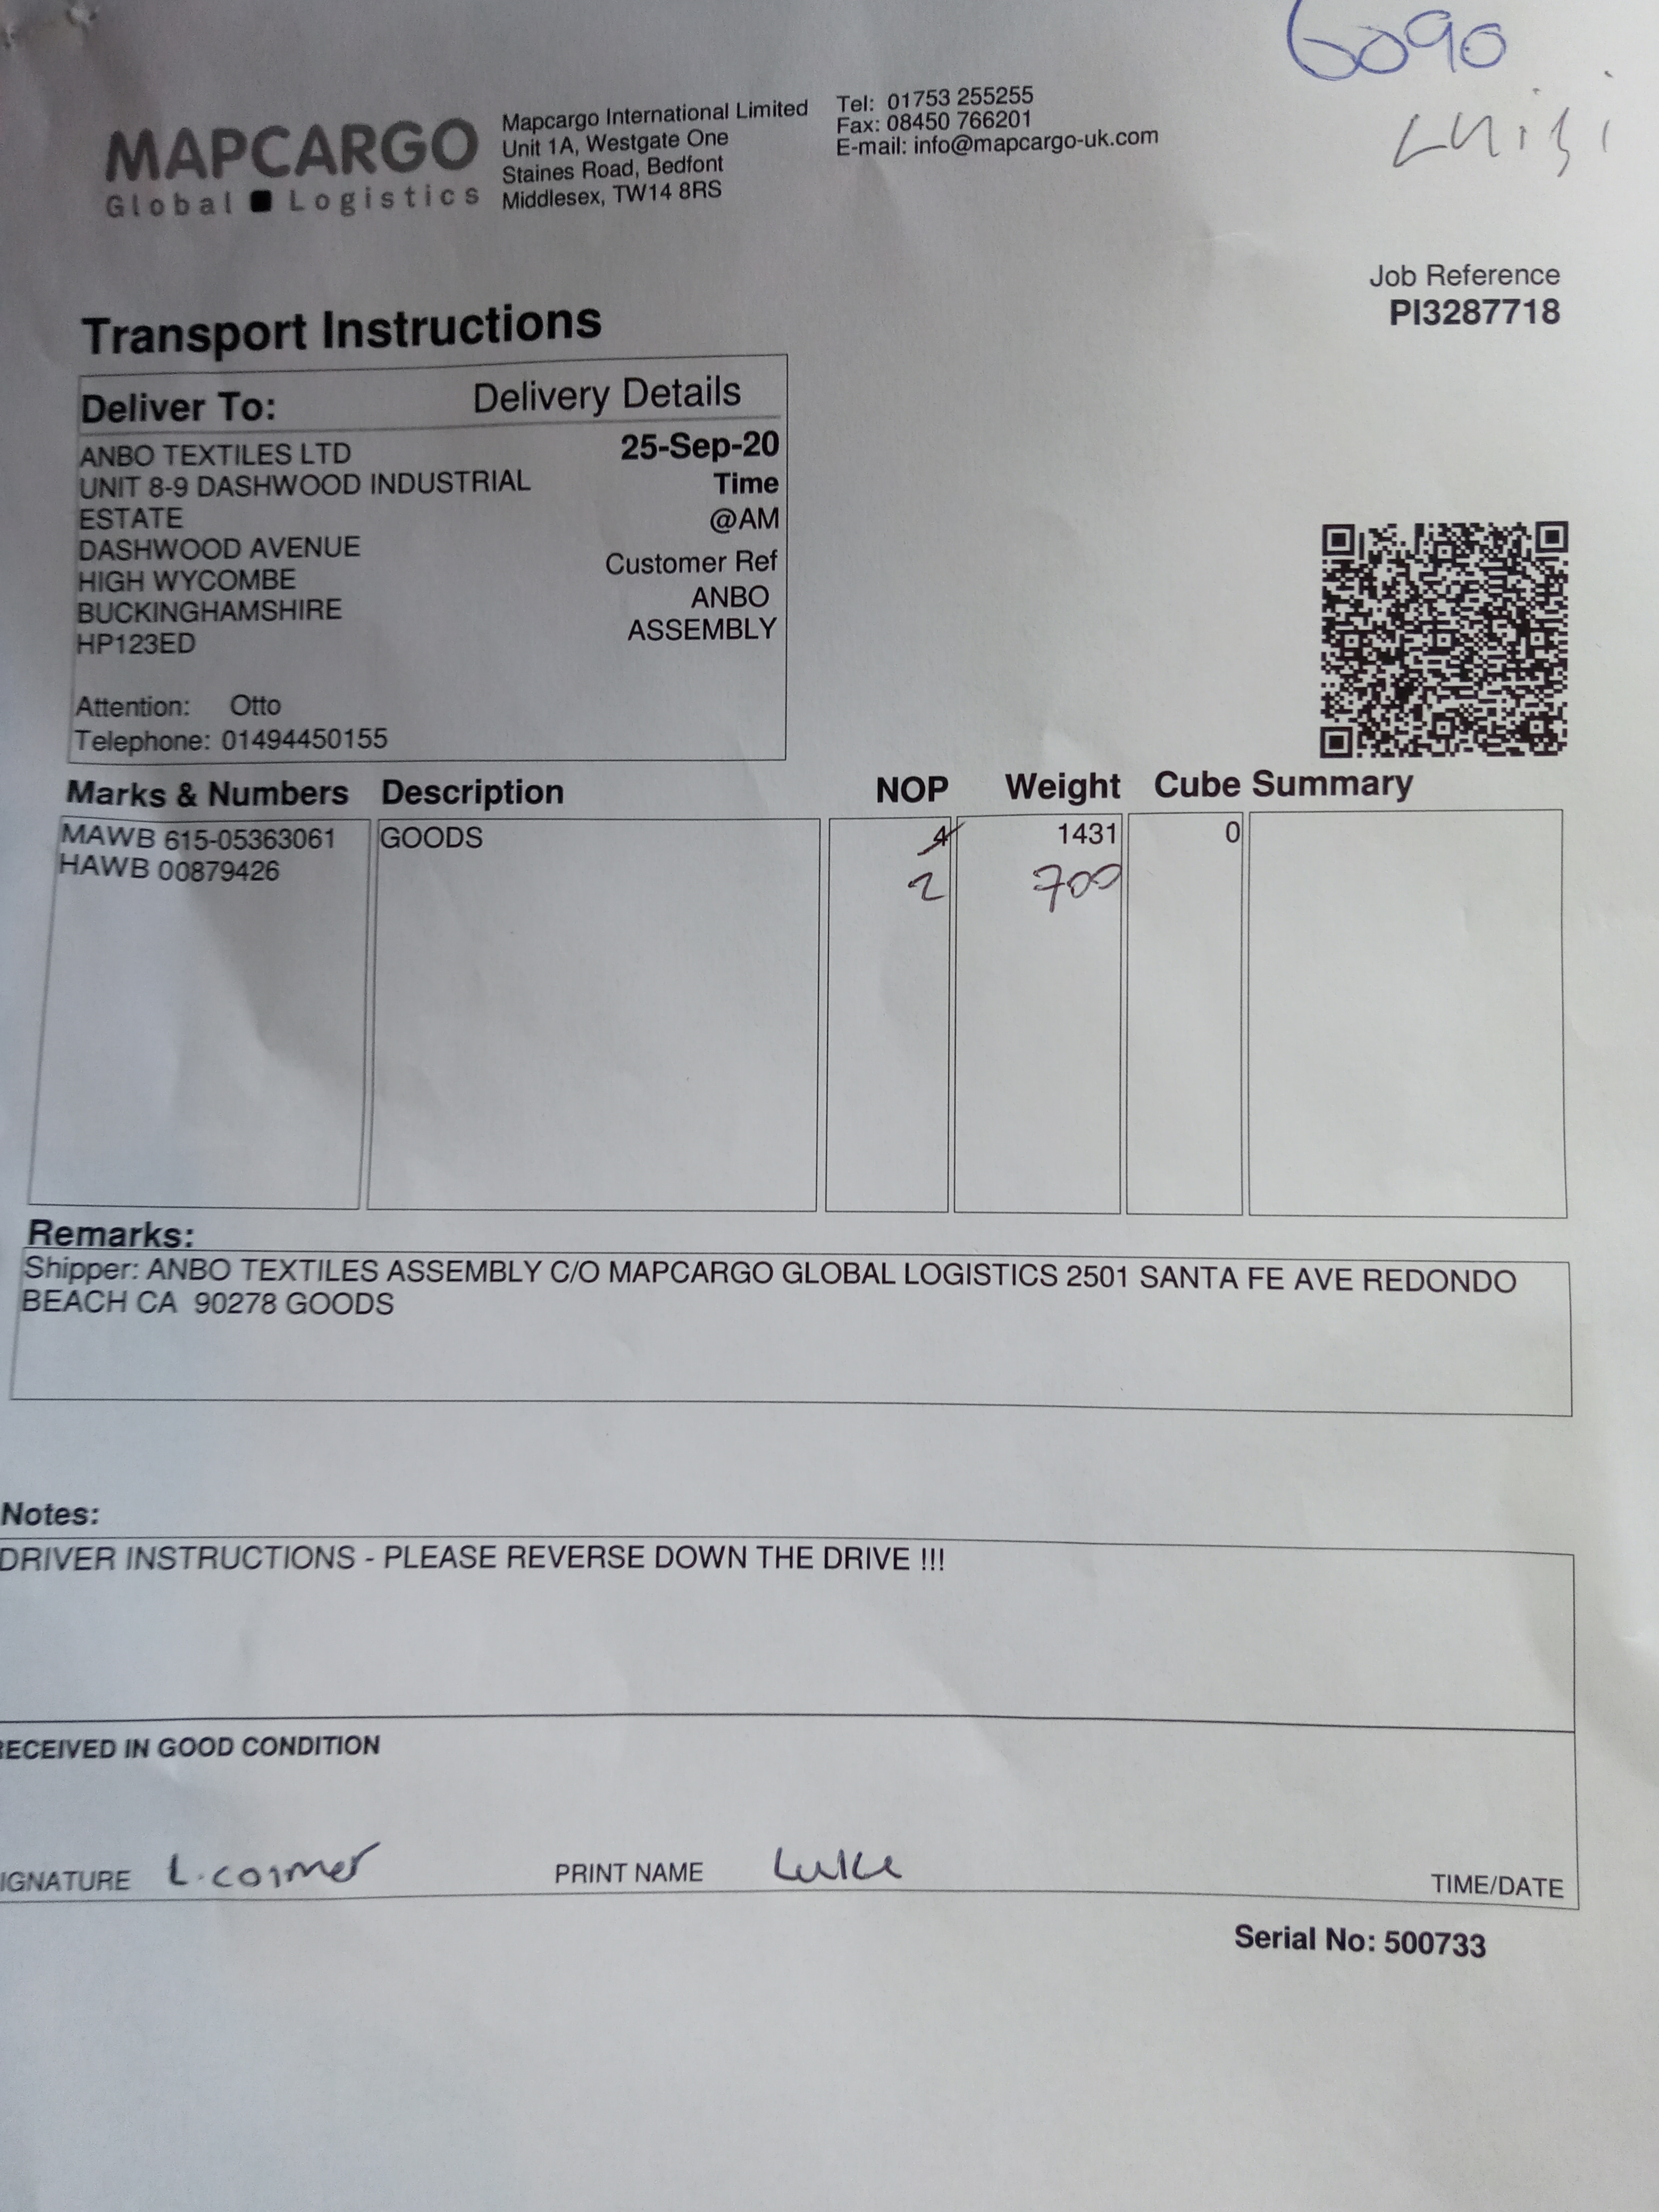 6090
Luigi
MAPCARGO
Global Logistics
Mapcargo International Limited
Unit 1A, Westgate One
Staines Road, Bedfont
Middlesex, TW14 8RS
Tel: 01753 255255
Fax: 08450 766201
E-mail: info@mapcargo-uk.com
Job Reference
PI3287718
Transport Instructions
Deliver To: Delivery Details
ANBO TEXTILES LTD
UNIT 8-9 DASHWOOD INDUSTRIAL
ESTATE
DASHWOOD AVENUE
HIGH WYCOMBE
BUCKINGHAMSHIRE
HP123ED
25-Sep-20
Time
@AM
Customer Ref
ANBO
ASSEMBLY
Attention: Otto
Telephone: 01494450155
Marks & Numbers Description NOP Weight Cube Summary
MAWB 615-05363061 GOODS 4 1431 0
HAWB 00879426 2 700
Remarks:
Shipper: ANBO TEXTILES ASSEMBLY C/O MAPCARGO GLOBAL LOGISTICS 2501 SANTA FE AVE REDONDO
BEACH CA 90278 GOODS
Notes:
DRIVER INSTRUCTIONS - PLEASE REVERSE DOWN THE DRIVE !!!
RECEIVED IN GOOD CONDITION
IGNATURE L. PRINT NAME Luke TIME/DATE
Serial No: 500733